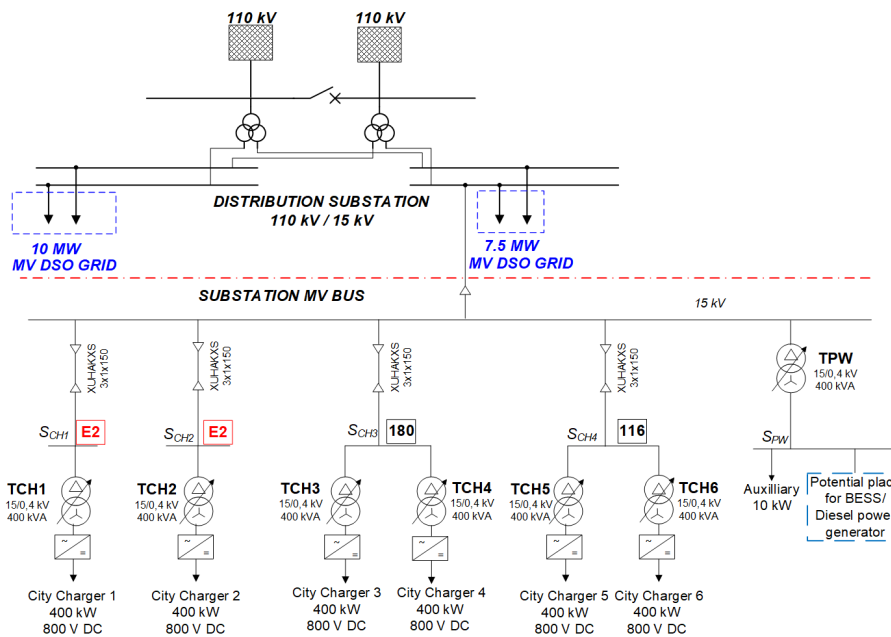 110 kV 110 kV
DISTRIBUTION SUBSTATION
110 kV / 15 kV
10 MW
MV DSO GRID
7.5 MW
MV DSO GRID
SUBSTATION MV BUS
15 kV
XUHAKXS
3x1x150
XUHAKXS
3x1x150
XUHAKXS
3x1x150
XUHAKXS
3x1x150
TPW
15/0,4 kV
400 kVA
SCH1 E2
SCH2 E2
SCH3 180
SCH4 116
SPW
TCH1
15/0,4 kV
400 kVA
TCH2
15/0,4 kV
400 kVA
TCH3
15/0,4 kV
400 kVA
TCH4
15/0,4 kV
400 kVA
TCH5
15/0,4 kV
400 kVA
TCH6
15/0,4 kV
400 kVA
Auxilliary
10 kW
Potential plac
for BESS/
Diesel powe
generator
~ =
~ =
~ =
~ =
~ =
~ =
City Charger 1
400 kW
800 V DC
City Charger 2
400 kW
800 V DC
City Charger 3
400 kW
800 V DC
City Charger 4
400 kW
800 V DC
City Charger 5
400 kW
800 V DC
City Charger 6
400 kW
800 V DC